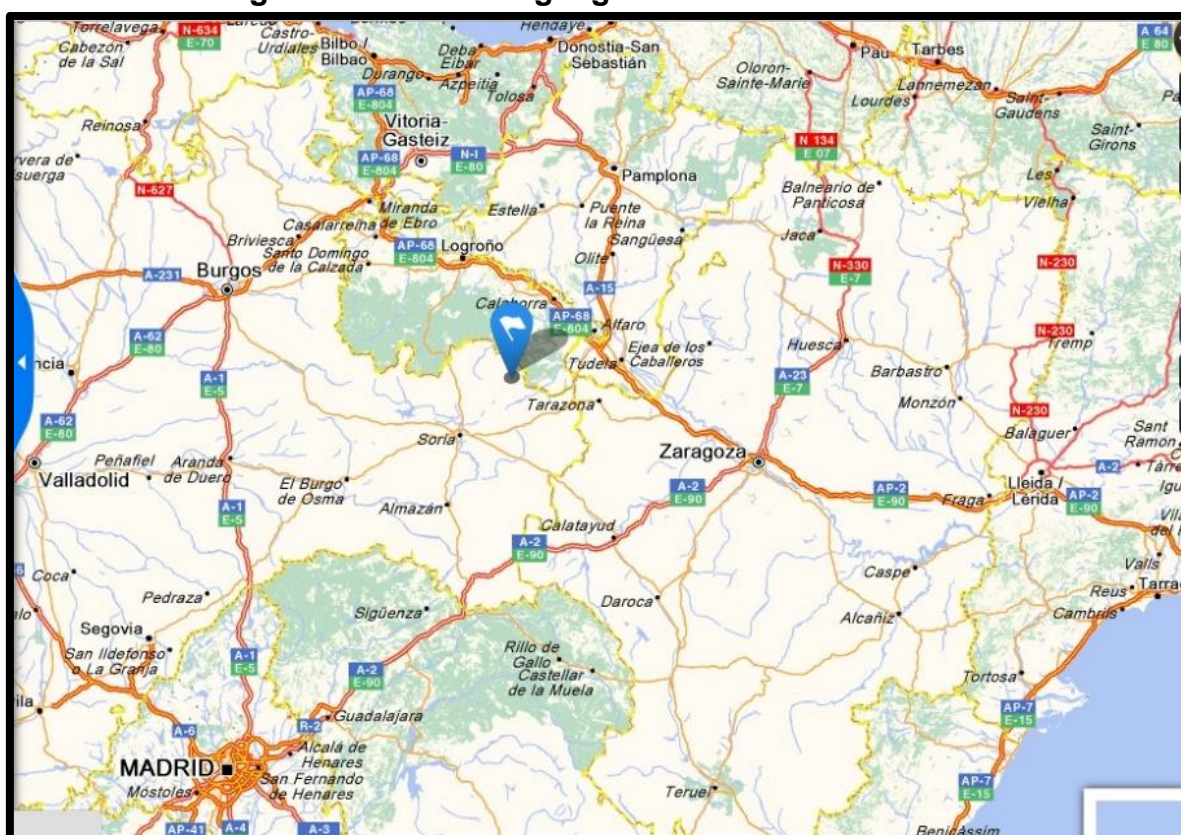 Torrelavega
N-634
E-70
Castro-
Urdiales
Bilbo I
Bilbao
Deba
Eibar
Hendaye
Donostia-San
Sebastián
Pau
Tarbes
A 64
E 80
Cabezón
de la Sal
Durango
Azpeitia
Tolosa
Oloron-
Sainte-Marie
Lannemezan
Lourdes
Saint-
Gaudens
AP-68
E-804
Reinosa
Vitoria-
Gasteiz
Saint-
Girons
AP-68
E-804
N-I
E-80
N 134
E 07
Pamplona
Les
Vielha
N-627
Balneario de
Panticosa
Miranda
de Ebro
Estella
Puente
la Reina
Casalarreina
Briviesca
Santo Domingo
de la Calzada
AP-68
E-804
Logroño
Sangüesa
Jaca
Olite
N-330
E-7
N-230
A-231
Burgos
A-15
Calahorra
AP-68
E-804
Alfaro
A-62
E-80
Tudela
Ejea de los
Caballeros
Huesca
N-230
Tremp
A-1
E-5
A-23
E-7
Barbastro
Tarazona
Monzón
N-230
A-62
E-80
Soria
Balaguer
Sant
Ramon
Valladolid
Peñafiel
Aranda
de Duero
Zaragoza
A-2
El Burgo
de Osma
A-2
E-90
AP-2
E-90
Fraga
Lleida /
Lerida
AP-2
E-90
Almazán
A-1
E-5
Calatayud
A-2
E-90
Coca
Caspe
Valls
Pedraza
Sigüenza
Daroca
Alcañiz
Reus
Cambrils
Segovia
San Ildefonso
o La Granja
A-1
E-5
Rillo de
Gallo
Castellar
de la Muela
A-2
E-90
Tortosa
AP-7
E-15
Guadalajara
A-6
R-2
MADRID
Alcalá de
Henares
San Fernando
de Henares
Móstoles
Teruel
AP-7
E-15
AP-41
A-4
A-3
Benicàssim